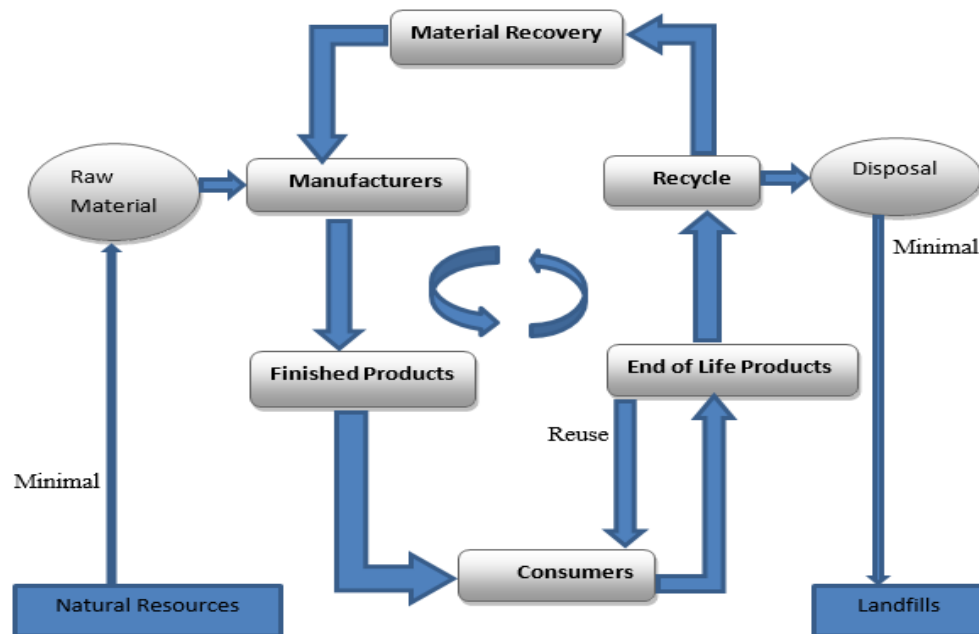 Material Recovery
Raw
Material
Manufacturers
Recycle
Disposal
Minimal
Finished Products
End of Life Products
Reuse
Minimal
Consumers
Natural Resources
Landfills